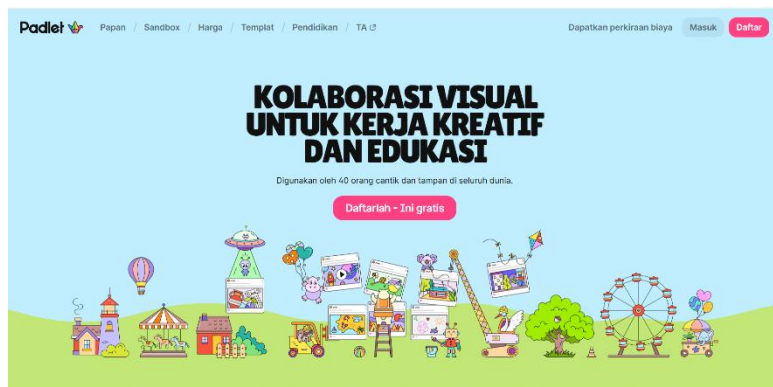 Padlet
Papan / Sandbox / Harga / Templat / Pendidikan / TA
Dapatkan perkiraan biaya
Masuk
Daftar
KOLABORASI VISUAL
UNTUK KERJA KREATIF
DAN EDUKASI
Digunakan oleh 40 orang cantik dan tampan di seluruh dunia.
Daftarlah – Ini gratis